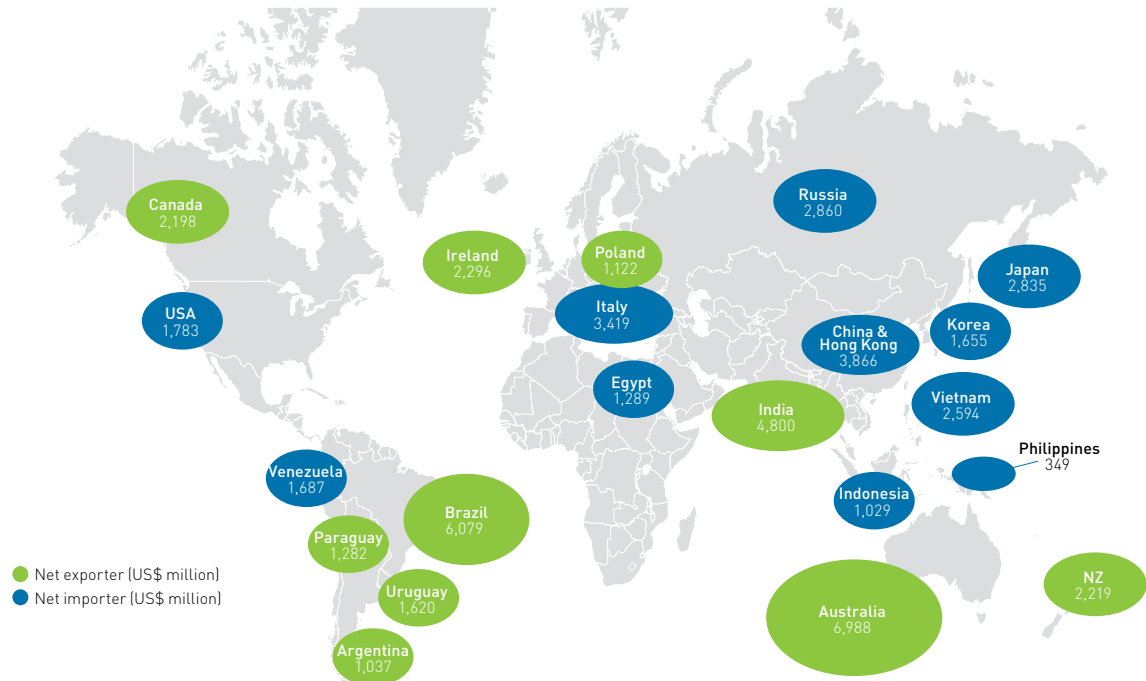 Canada
2,198
Russia
2,860
Ireland
2,296
Poland
1,122
Japan
2,835
USA
1,783
Italy
3,419
China &
Hong Kong
3,866
Korea
1,655
Egypt
1,289
India
4,800
Vietnam
2,594
Philippines
349
Venezuela
1,687
Indonesia
1,029
Brazil
6,079
Paraguay
1,282
Net exporter (US$ million)
Net importer (US$ million)
Uruguay
1,620
NZ
2,219
Australia
6,988
Argentina
1,037